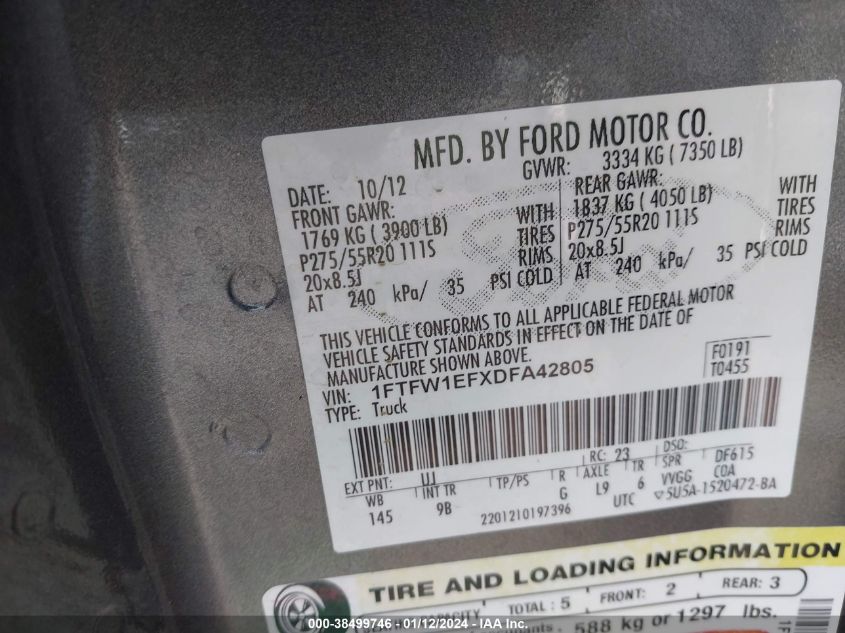 MFD. BY FORD MOTOR CO.
DATE: 10/12 GVWR: 3334 KG ( 7350 LB)
FRONT GAWR: REAR GAWR:
1769 KG ( 3900 LB) WITH 1837 KG ( 4050 LB) WITH
P275/55R20 111S TIRES P275/55R20 111S TIRES
20x8.5J RIMS 20x8.5J RIMS
AT 240 kPa/ 35 PSI COLD AT 240 kPa/ 35 PSI COLD
THIS VEHICLE CONFORMS TO ALL APPLICABLE FEDERAL MOTOR
VEHICLE SAFETY STANDARDS IN EFFECT ON THE DATE OF
MANUFACTURE SHOWN ABOVE.
VIN: 1FTFW1EFXDFA42805 F0191
TYPE: Truck T0455
EXT PNT: UJ RC: 23 DSO:
WB INT TR TP/PS R AXLE TR SPR DF615
145 9B G L9 6 VVGG COA
2201210197396 UTC 5U5A-1520472-BA
TIRE AND LOADING INFORMATION
TOTAL : 5 FRONT: 2 REAR: 3
588 kg or 1297 lbs.
000-38499746 - 01/12/2024 - IAA Inc.